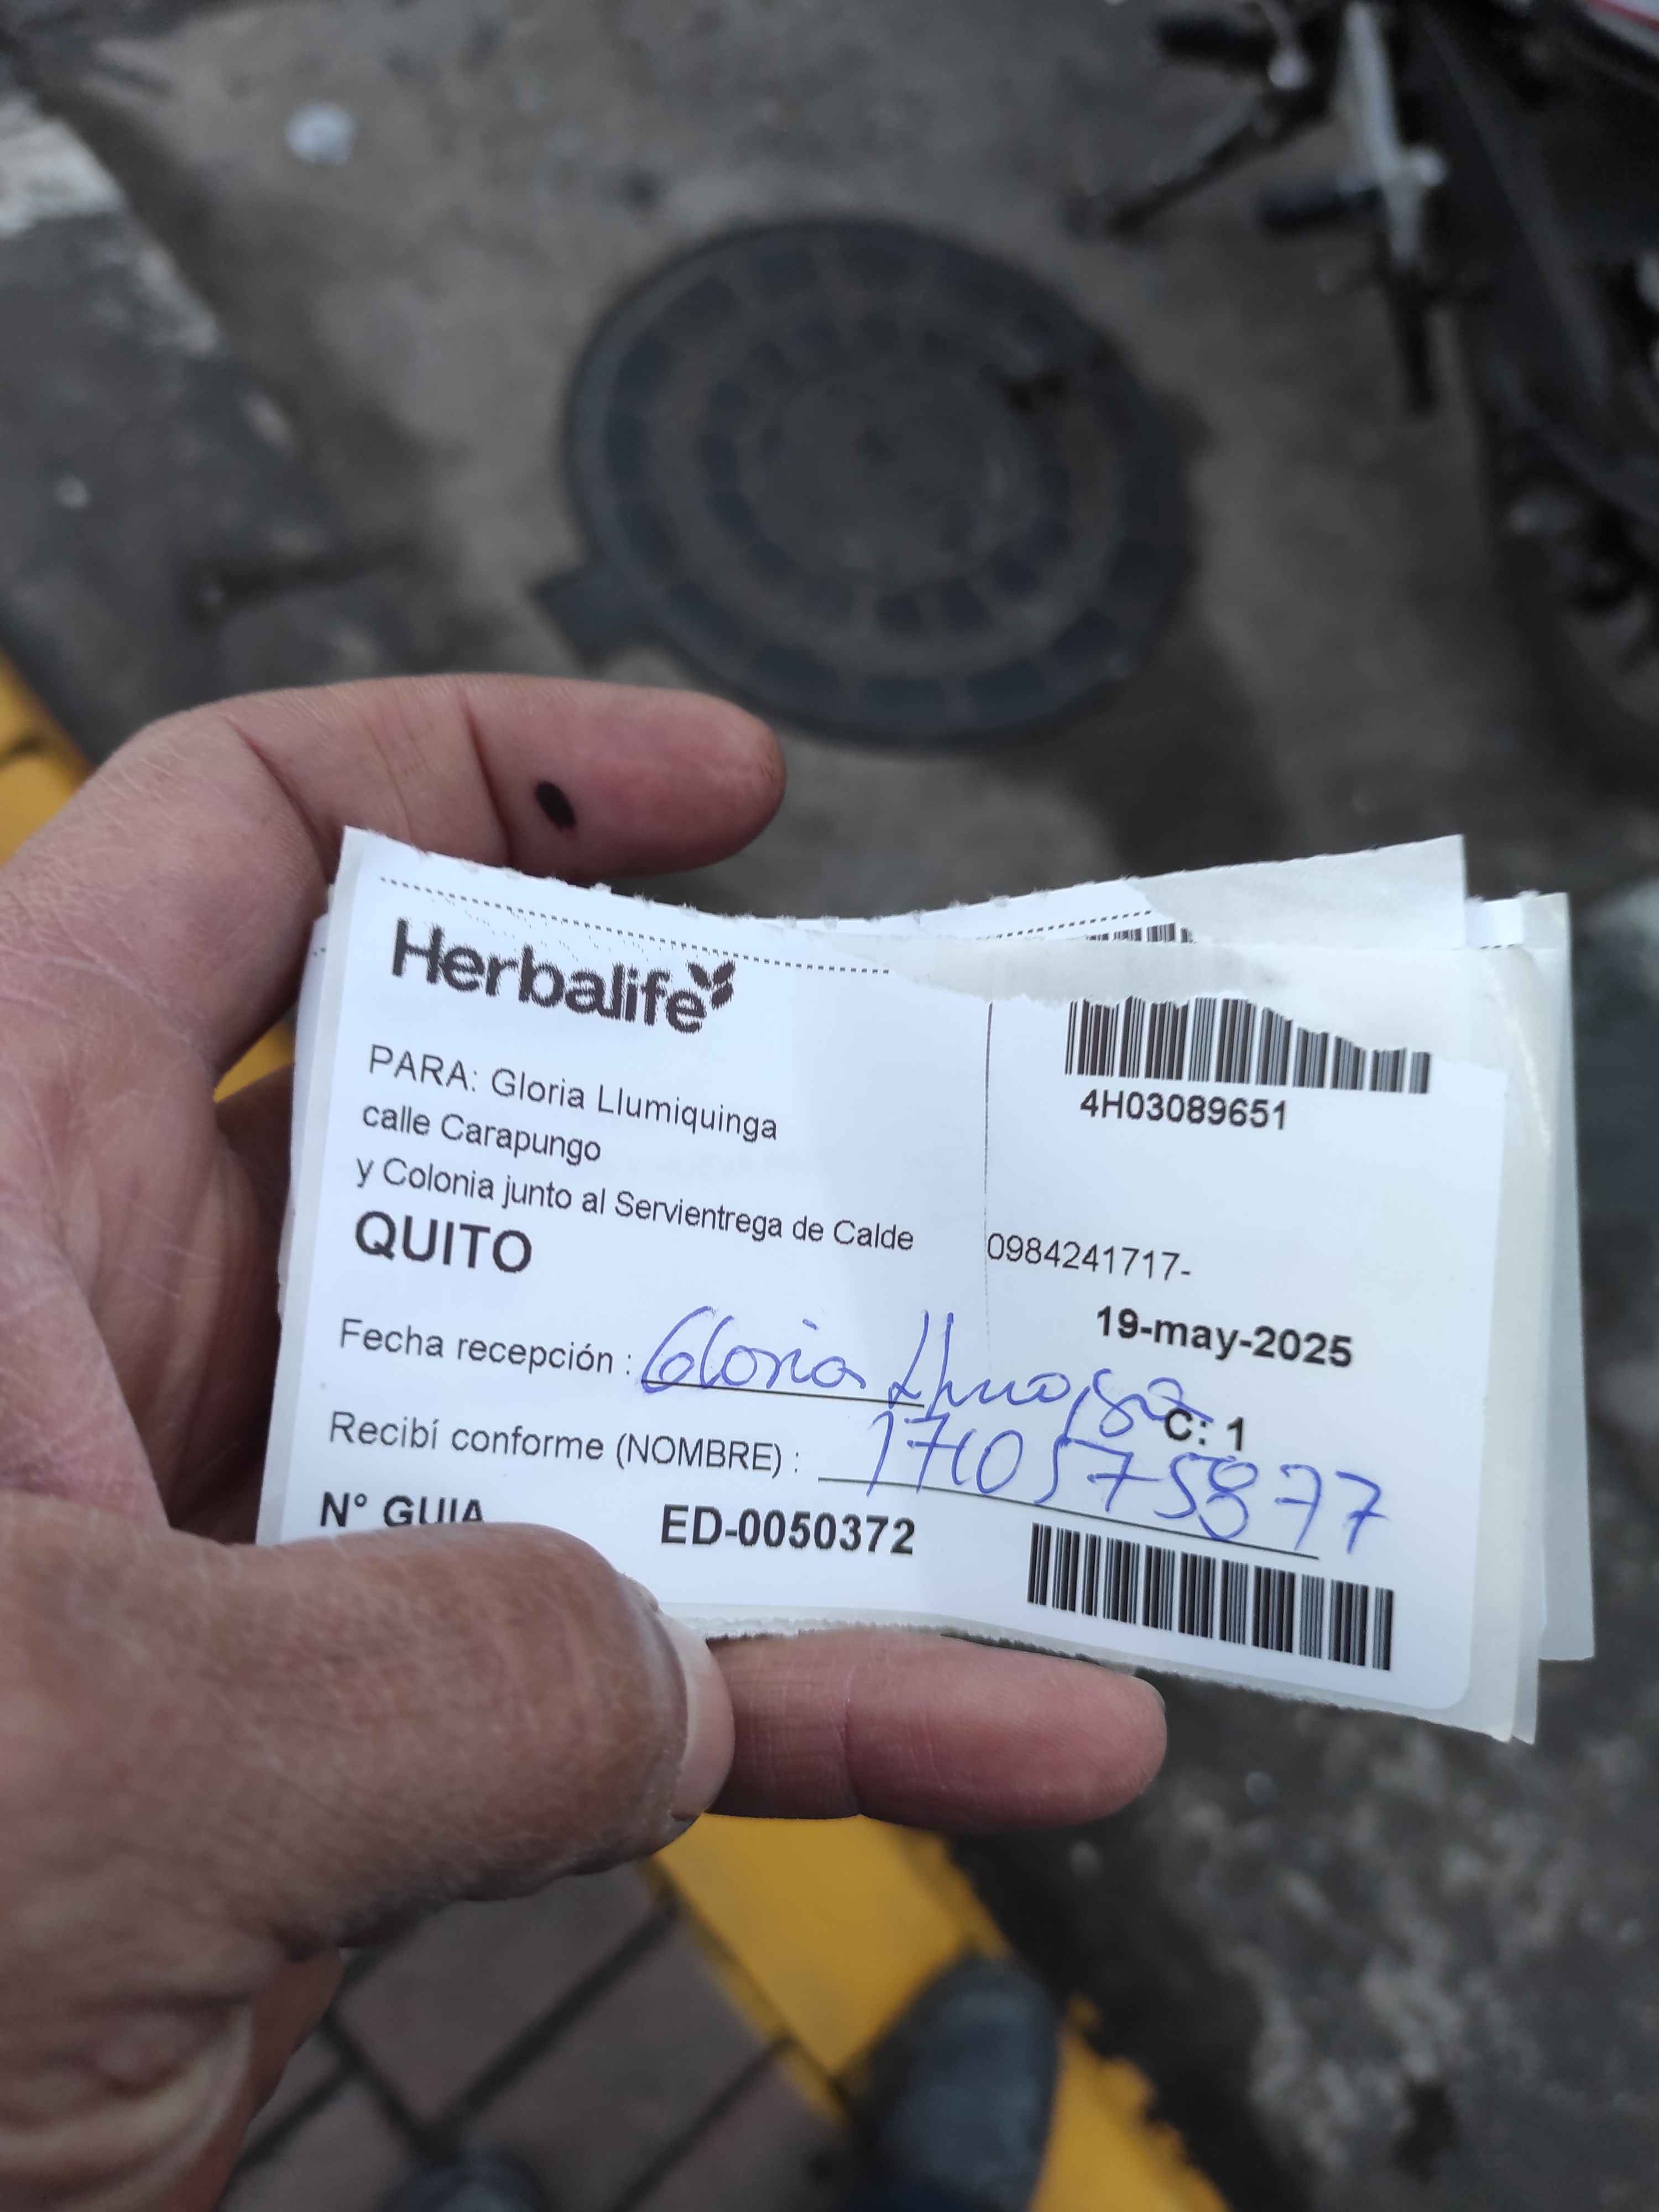 Herbalife
PARA: Gloria Llumiquinga
calle Carapungo
y Colonia junto al Servientrega de Calde
QUITO
4H03089651
0984241717-
19-may-2025
Fecha recepción : Gloria
C: 1
Recibí conforme (NOMBRE) : 1710575877
N° GUIA ED-0050372